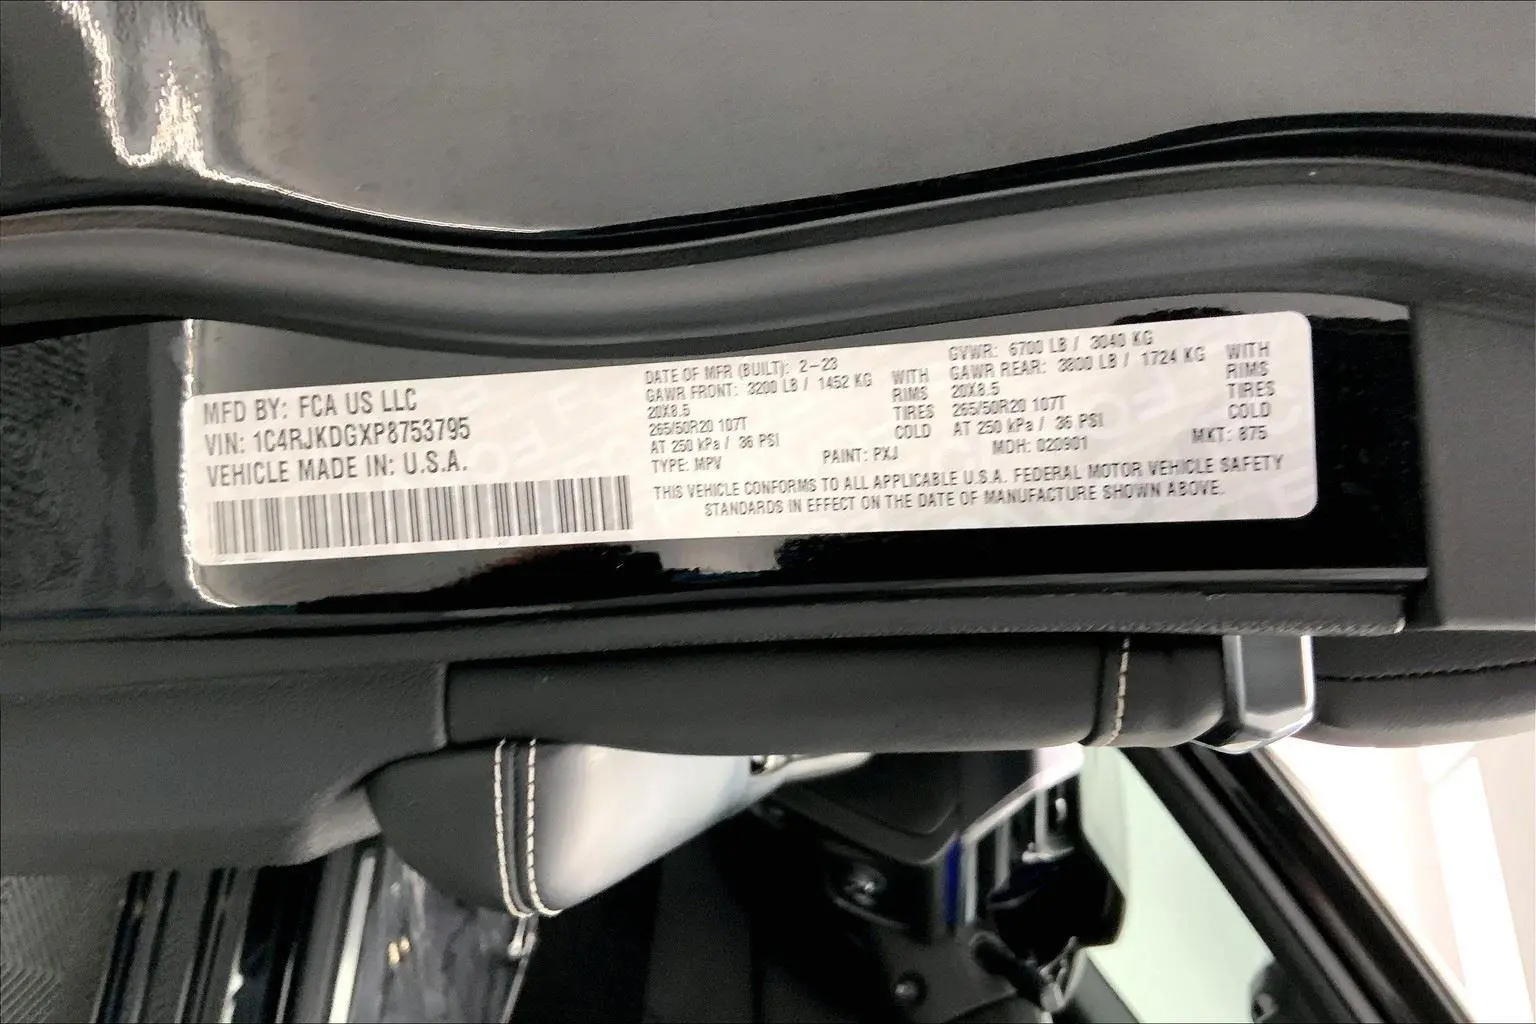 MFD BY: FCA US LLC
VIN: 1C4RJKDGXP8753795
VEHICLE MADE IN: U.S.A.
DATE OF MFR (BUILT): 2-23
GAWR FRONT: 3200 LB / 1452 KG WITH
20X8.5 RIMS
265/50R20 107T TIRES
AT 250 kPa / 36 PSI COLD
TYPE: MPV PAINT: PXJ
GVWR: 6700 LB / 3040 KG
GAWR REAR: 3800 LB / 1724 KG WITH
20X8.5 RIMS
265/50R20 107T TIRES
AT 250 kPa / 36 PSI COLD
MDH: 020901 MKT: 875
THIS VEHICLE CONFORMS TO ALL APPLICABLE U.S.A. FEDERAL MOTOR VEHICLE SAFETY
STANDARDS IN EFFECT ON THE DATE OF MANUFACTURE SHOWN ABOVE.